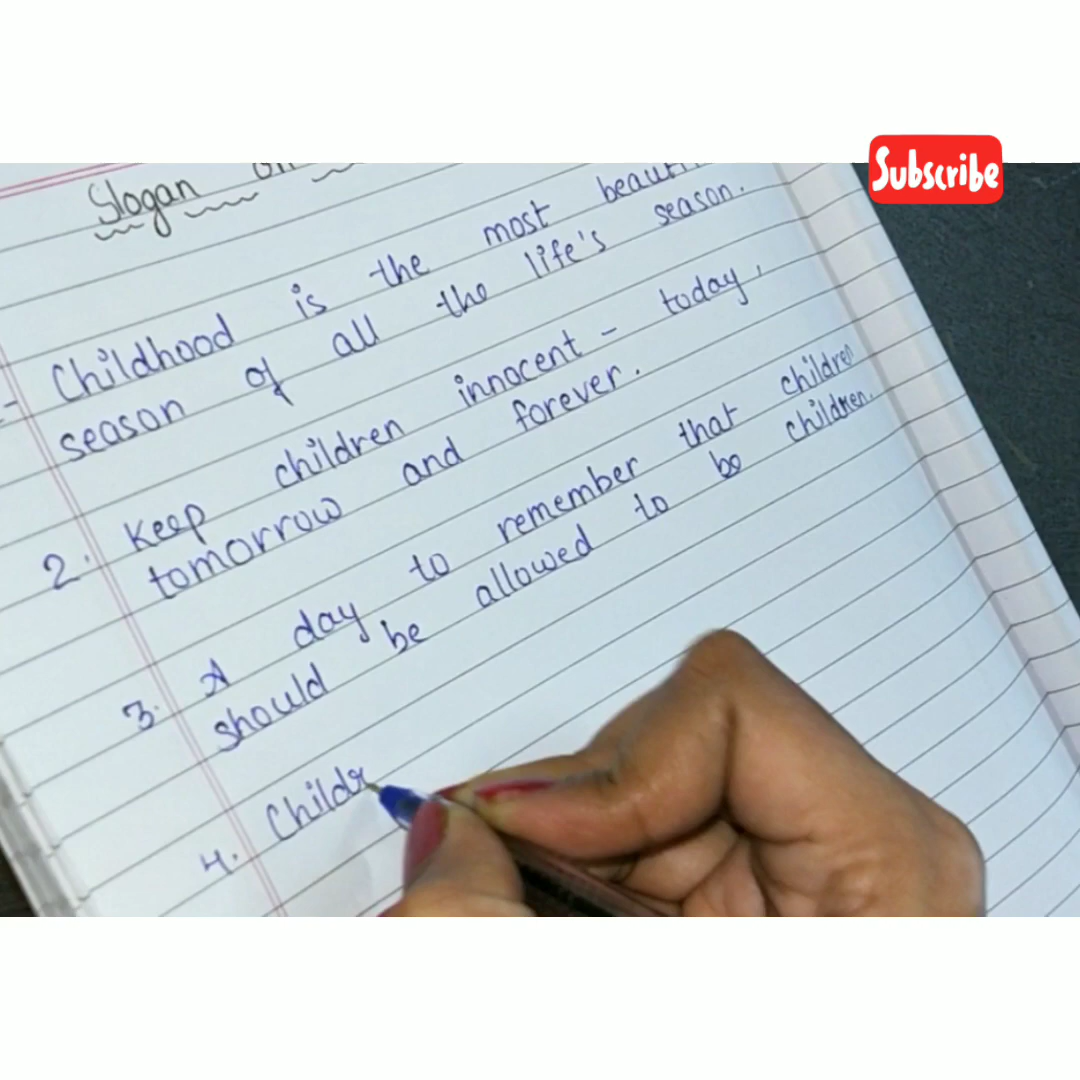 Subscribe
Slogan on
Childhood is the most
season of all the life's season.
2. Keep children innocent - today,
tomorrow and forever.
3. A day to remember that children
should be allowed to be children.
4. Childr